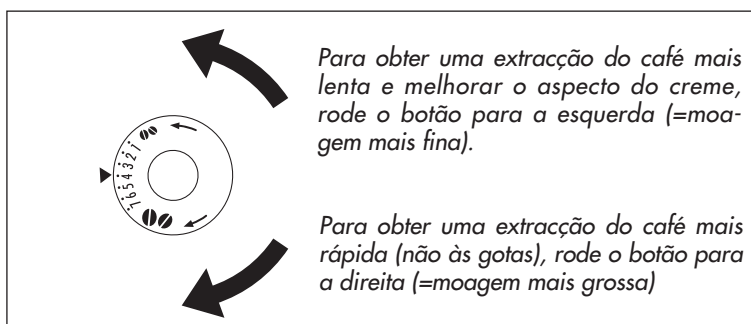 Para obter uma extracção do café mais
lenta e melhorar o aspecto do creme,
rode o botão para a esquerda (=moa-
gem mais fina).
7654321
Para obter uma extracção do café mais
rápida (não às gotas), rode o botão para
a direita (=moagem mais grossa)